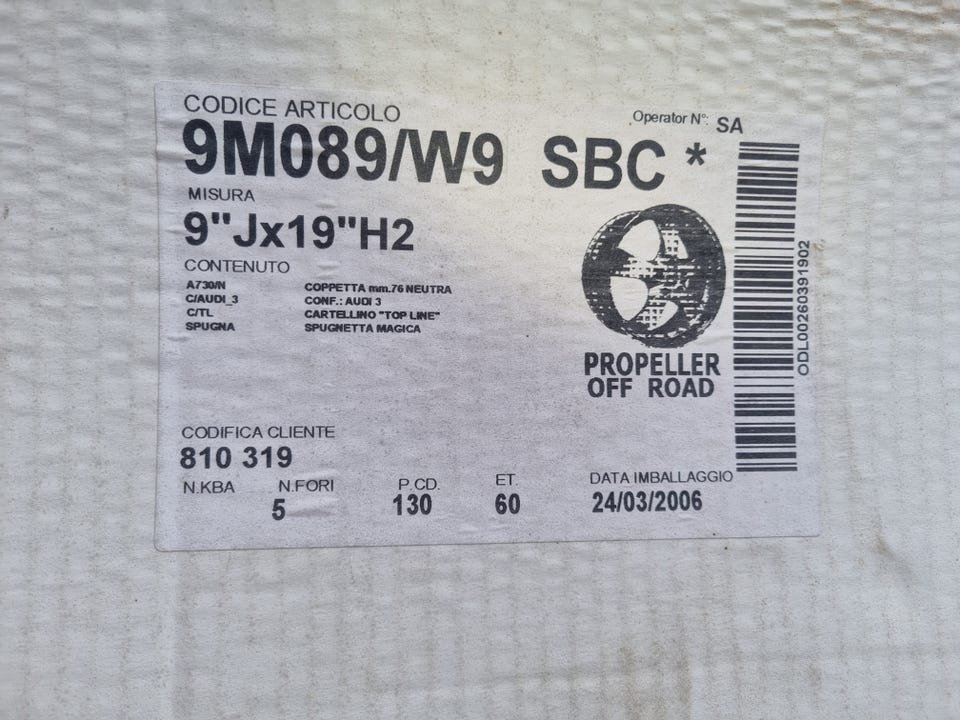 CODICE ARTICOLO
Operator N°: SA
9M089/W9 SBC *
MISURA
9"Jx19"H2
CONTENUTO
A730/N COPPETTA mm.76 NEUTRA
C/AUDI_3 CONF.: AUDI 3
C/TL CARTELLINO "TOP LINE"
SPUGNA SPUGNETTA MAGICA
PROPELLER
OFF ROAD
ODL00260391902
CODIFICA CLIENTE
810 319
N.KBA N.FORI P.CD. ET. DATA IMBALLAGGIO
5 130 60 24/03/2006